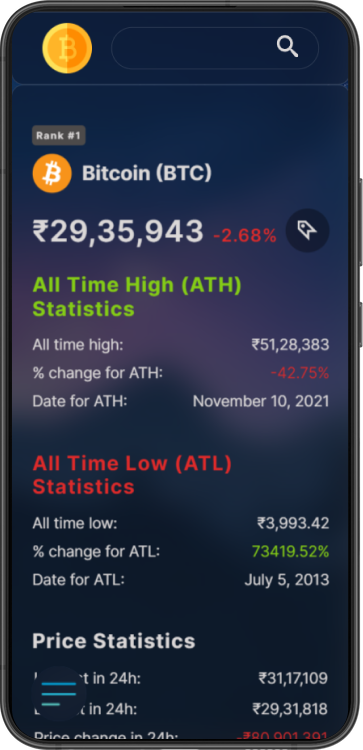 Rank #1
Bitcoin (BTC)
₹29,35,943 -2.68%
All Time High (ATH)
Statistics
All time high: ₹51,28,383
% change for ATH: -42.75%
Date for ATH: November 10, 2021
All Time Low (ATL)
Statistics
All time low: ₹3,993.42
% change for ATL: 73419.52%
Date for ATL: July 5, 2013
Price Statistics
in 24h: ₹31,17,109
in 24h: ₹29,31,818
Price change in 24h: -₹80,901.391